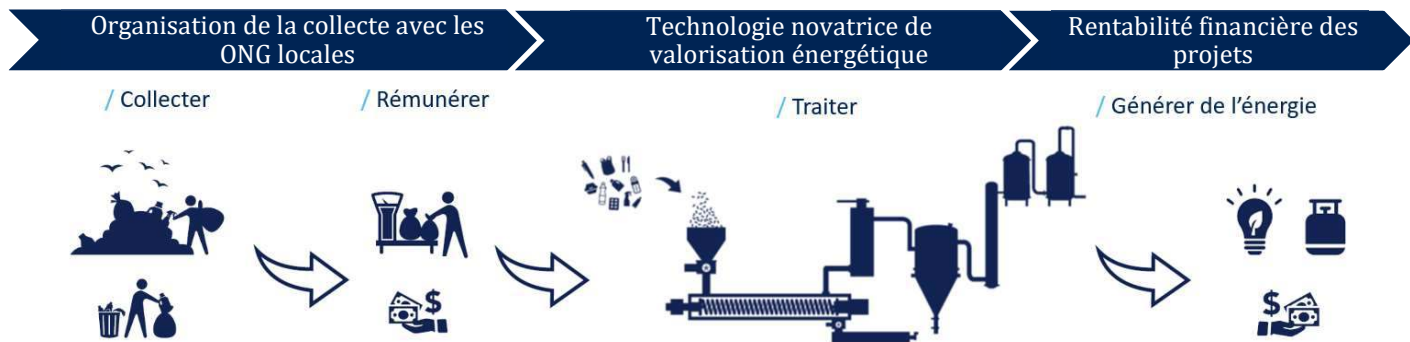 Organisation de la collecte avec les
ONG locales
Technologie novatrice de
valorisation énergétique
Rentabilité financière des
projets
/ Collecter
/ Rémunérer
/ Traiter
/ Générer de l’énergie
$
$